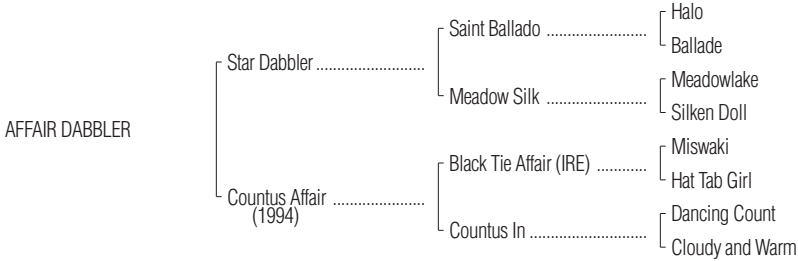 Halo
Saint Ballado ........................
Ballade
Star Dabbler ..........................
Meadowlake
Meadow Silk ........................
Silken Doll
AFFAIR DABBLER
Miswaki
Black Tie Affair (IRE) ............
Hat Tab Girl
Countus Affair ......................
(1994)
Dancing Count
Countus In ............................
Cloudy and Warm